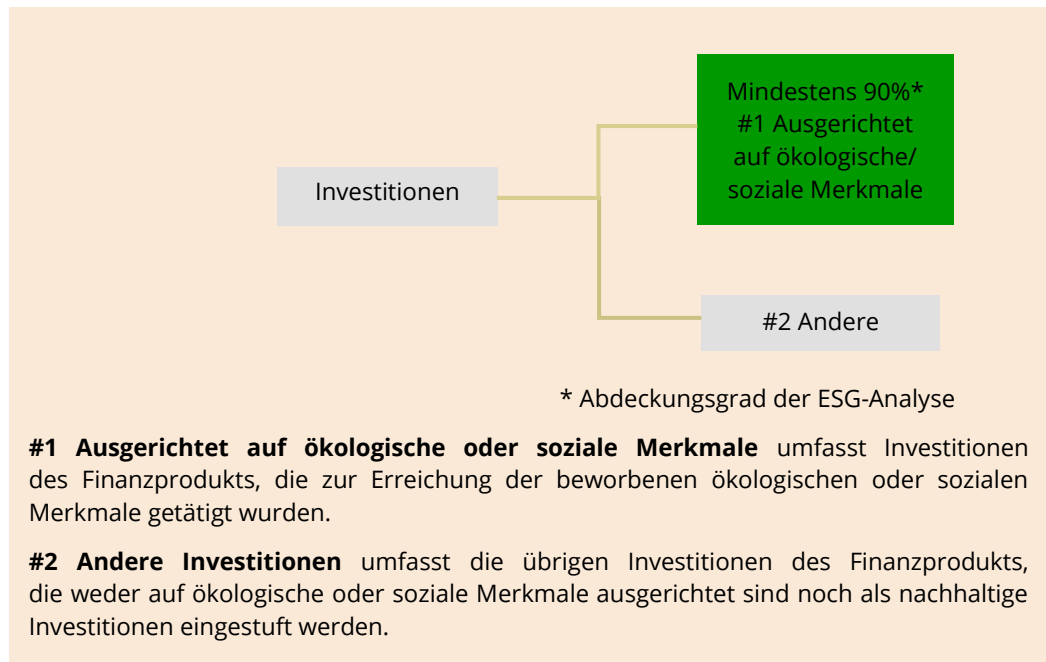 Mindestens 90%*
#1 Ausgerichtet
auf ökologische/
soziale Merkmale
Investitionen
#2 Andere
* Abdeckungsgrad der ESG-Analyse
#1 Ausgerichtet auf ökologische oder soziale Merkmale umfasst Investitionen
des Finanzprodukts, die zur Erreichung der beworbenen ökologischen oder sozialen
Merkmale getätigt wurden.
#2 Andere Investitionen umfasst die übrigen Investitionen des Finanzprodukts,
die weder auf ökologische oder soziale Merkmale ausgerichtet sind noch als nachhaltige
Investitionen eingestuft werden.